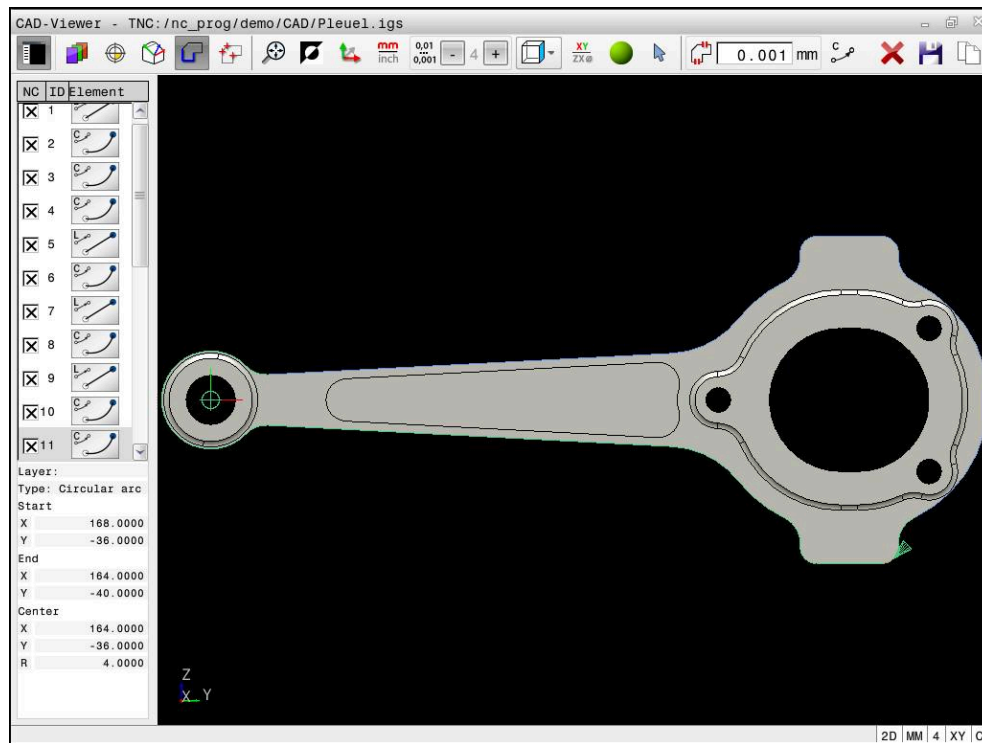 CAD-Viewer - TNC:/nc_prog/demo/CAD/Pleuel.igs
mm
inch
0,01
0,001
- 4 +
XY
ZX@
0.001 mm
C
NC ID Element
1
2 C
3 C
4 C
5 L
6 C
7 L
8 C
9 L
10 C
11 C
Layer:
Type: Circular arc
Start
X 168.0000
Y -36.0000
End
X 164.0000
Y -40.0000
Center
X 164.0000
Y -36.0000
R 4.0000
Z
X Y
2D MM 4 XY C